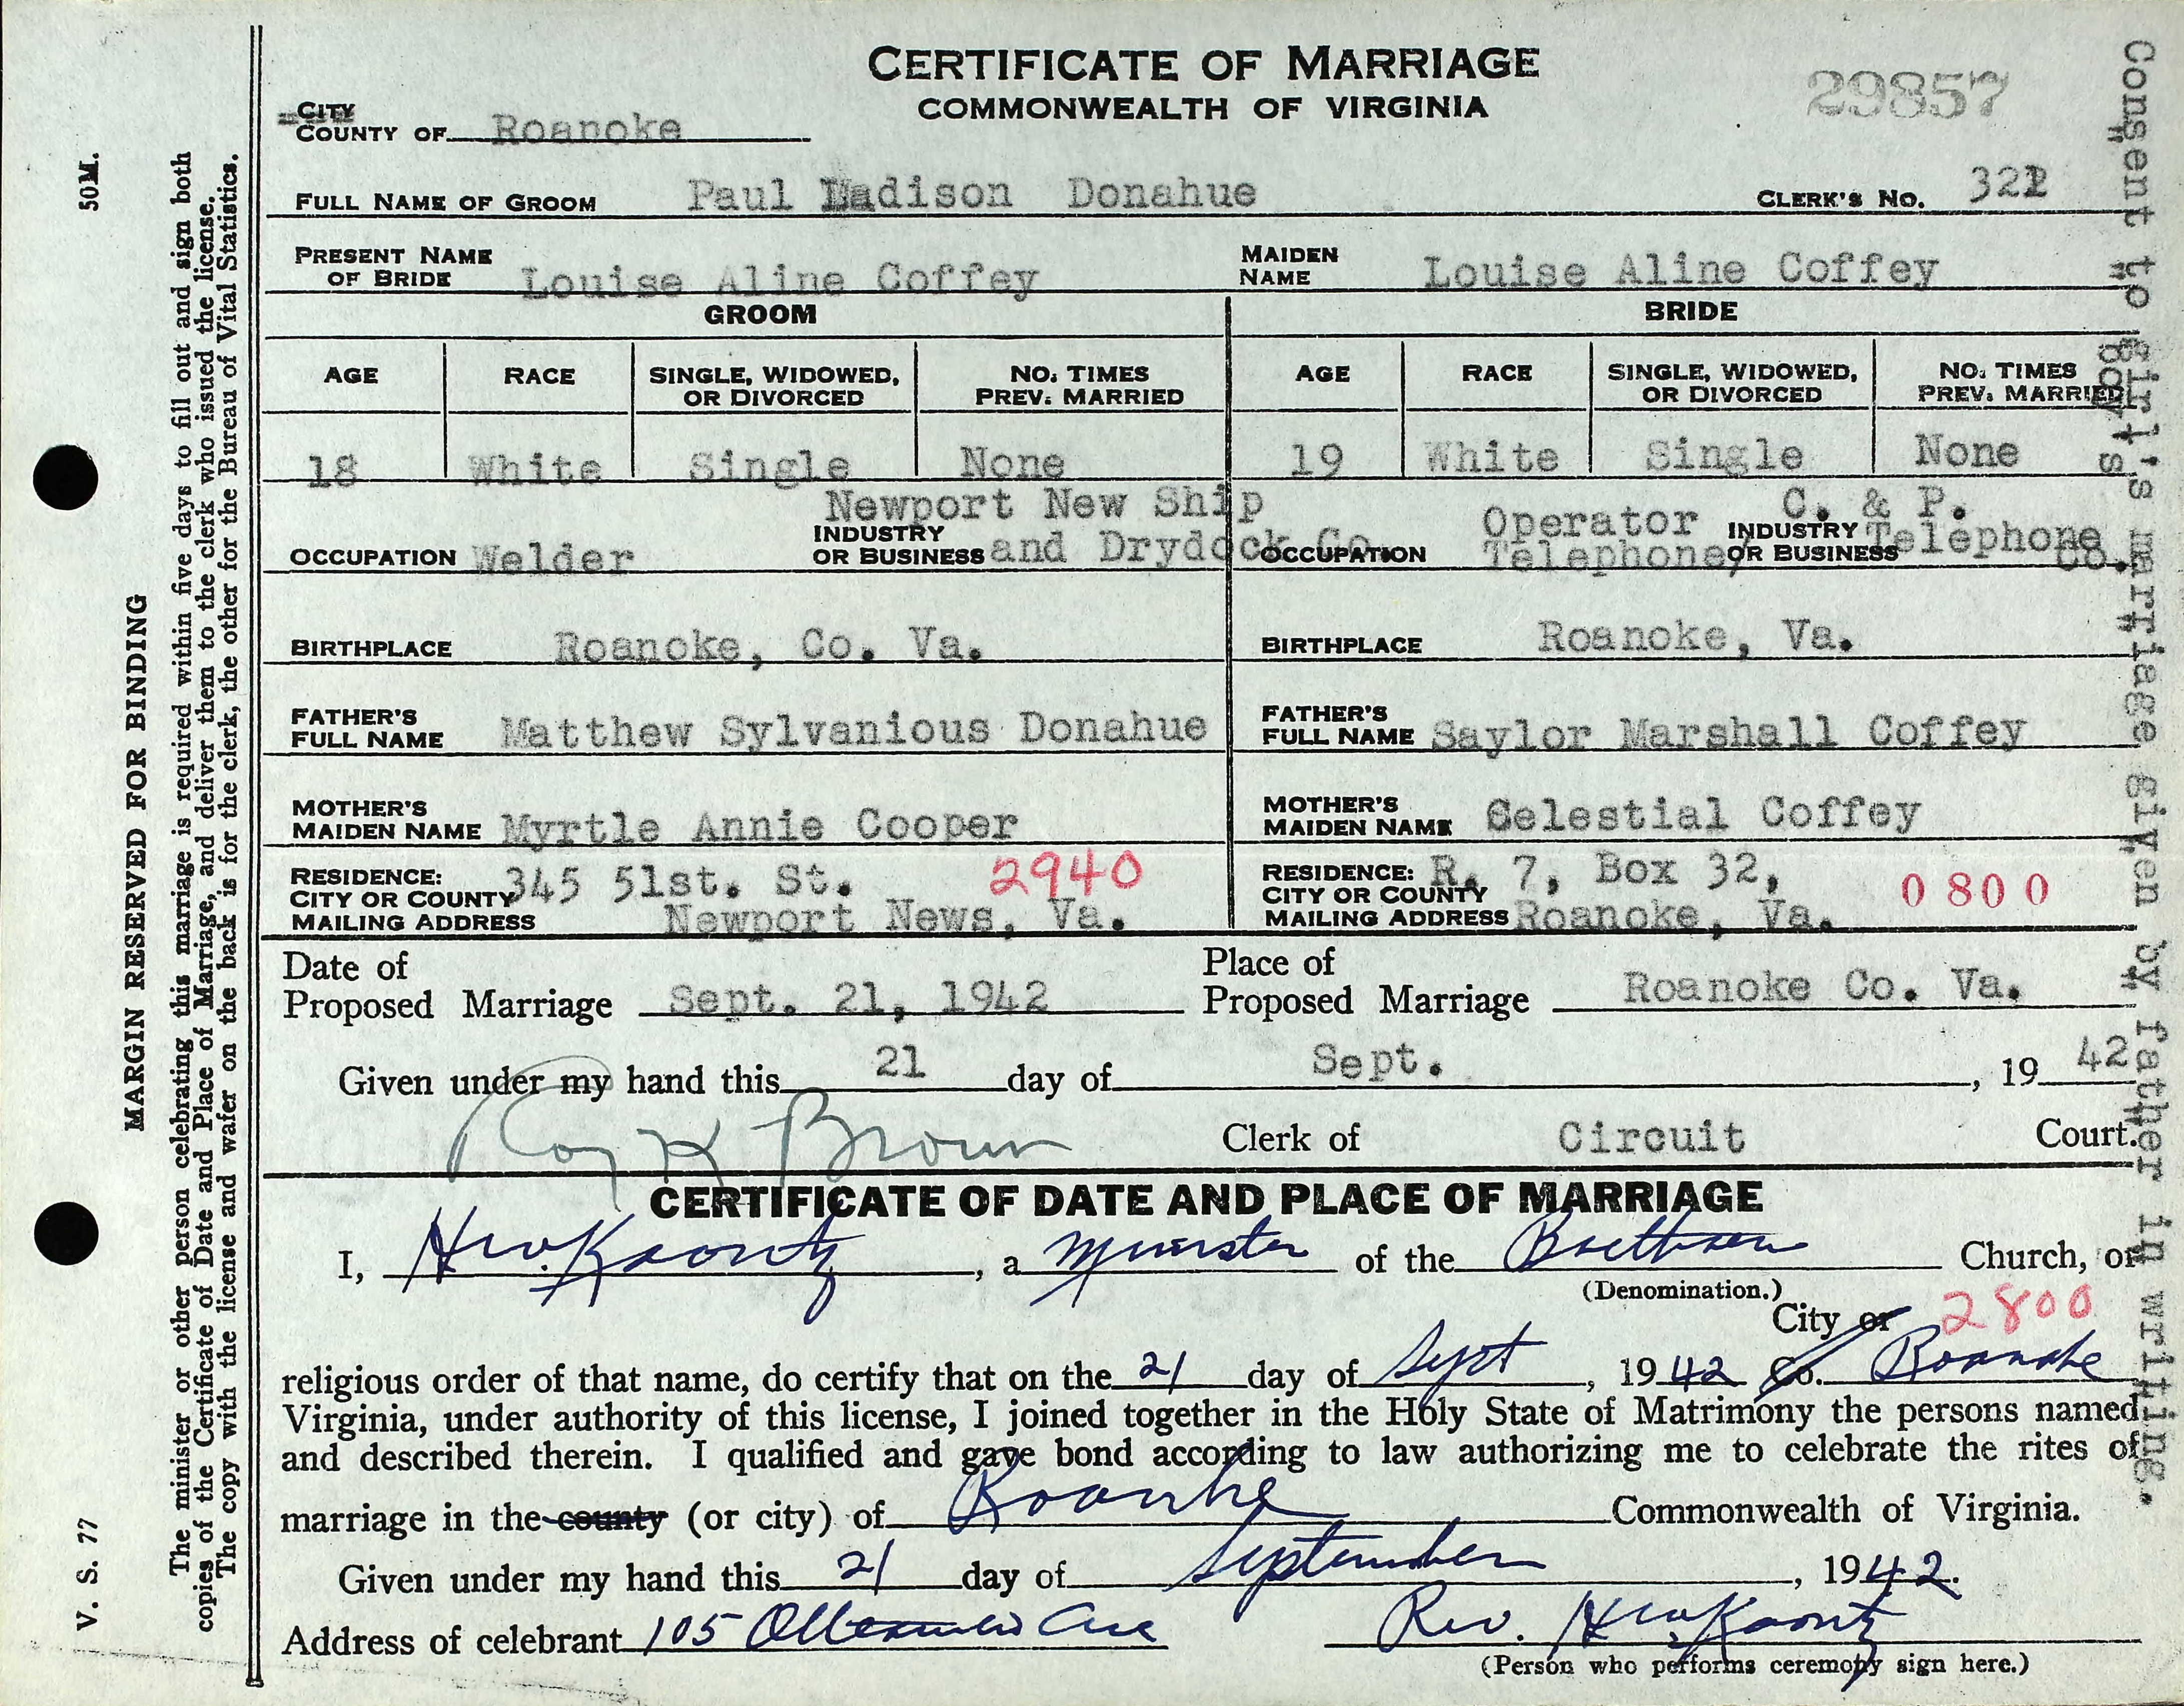 CERTIFICATE OF MARRIAGE
COMMONWEALTH OF VIRGINIA
29857
CITY
COUNTY OF Roanoke
FULL NAME OF GROOM Paul Madison Donahue CLERK'S No. 321
PRESENT NAME OF BRIDE Louise Aline Coffey MAIDEN NAME Louise Aline Coffey
GROOM BRIDE
AGE RACE SINGLE, WIDOWED, OR DIVORCED NO. TIMES PREV. MARRIED AGE RACE SINGLE, WIDOWED, OR DIVORCED NO. TIMES PREV. MARRIED
18 White Single None 19 White Single None
OCCUPATION Welder INDUSTRY OR BUSINESS Newport New Ship and Drydock Co. OCCUPATION Operator Telephone, INDUSTRY OR BUSINESS C. & P. Telephone Co.
BIRTHPLACE Roanoke, Co. Va. BIRTHPLACE Roanoke, Va.
FATHER'S FULL NAME Matthew Sylvanious Donahue FATHER'S FULL NAME Saylor Marshall Coffey
MOTHER'S MAIDEN NAME Myrtle Annie Cooper MOTHER'S MAIDEN NAME Celestial Coffey
RESIDENCE: CITY OR COUNTY MAILING ADDRESS 345 51st. St. Newport News, Va. 2940 RESIDENCE: CITY OR COUNTY MAILING ADDRESS R. 7, Box 32, Roanoke, Va. 0800
Date of Proposed Marriage Sept. 21, 1942 Place of Proposed Marriage Roanoke Co. Va.
Given under my hand this 21 day of Sept. , 19 42
Roy K Brown Clerk of Circuit Court.
CERTIFICATE OF DATE AND PLACE OF MARRIAGE
I, H.W. Koontz, a Minister of the Brethren Church, or
(Denomination.)
City or 2800
religious order of that name, do certify that on the 21 day of Sept, 1942 Co. Roanoke
Virginia, under authority of this license, I joined together in the Holy State of Matrimony the persons named
and described therein. I qualified and gave bond according to law authorizing me to celebrate the rites of
marriage in the county (or city) of Roanoke Commonwealth of Virginia.
Given under my hand this 21 day of September, 1942.
Address of celebrant 105 Ave Rev. H.W. Koontz
(Person who performs ceremony sign here.)
50M.
MARGIN RESERVED FOR BINDING
V. S. 77
The minister or other person celebrating this marriage is required within five days to fill out and sign both
copies of the Certificate of Date and Place of Marriage, and deliver them to the clerk who issued the license.
The copy with the license and wafer on the back is for the clerk, the other for the Bureau of Vital Statistics.
Consent to girl's marriage given by father in writing.
" " boy's " " " " " "